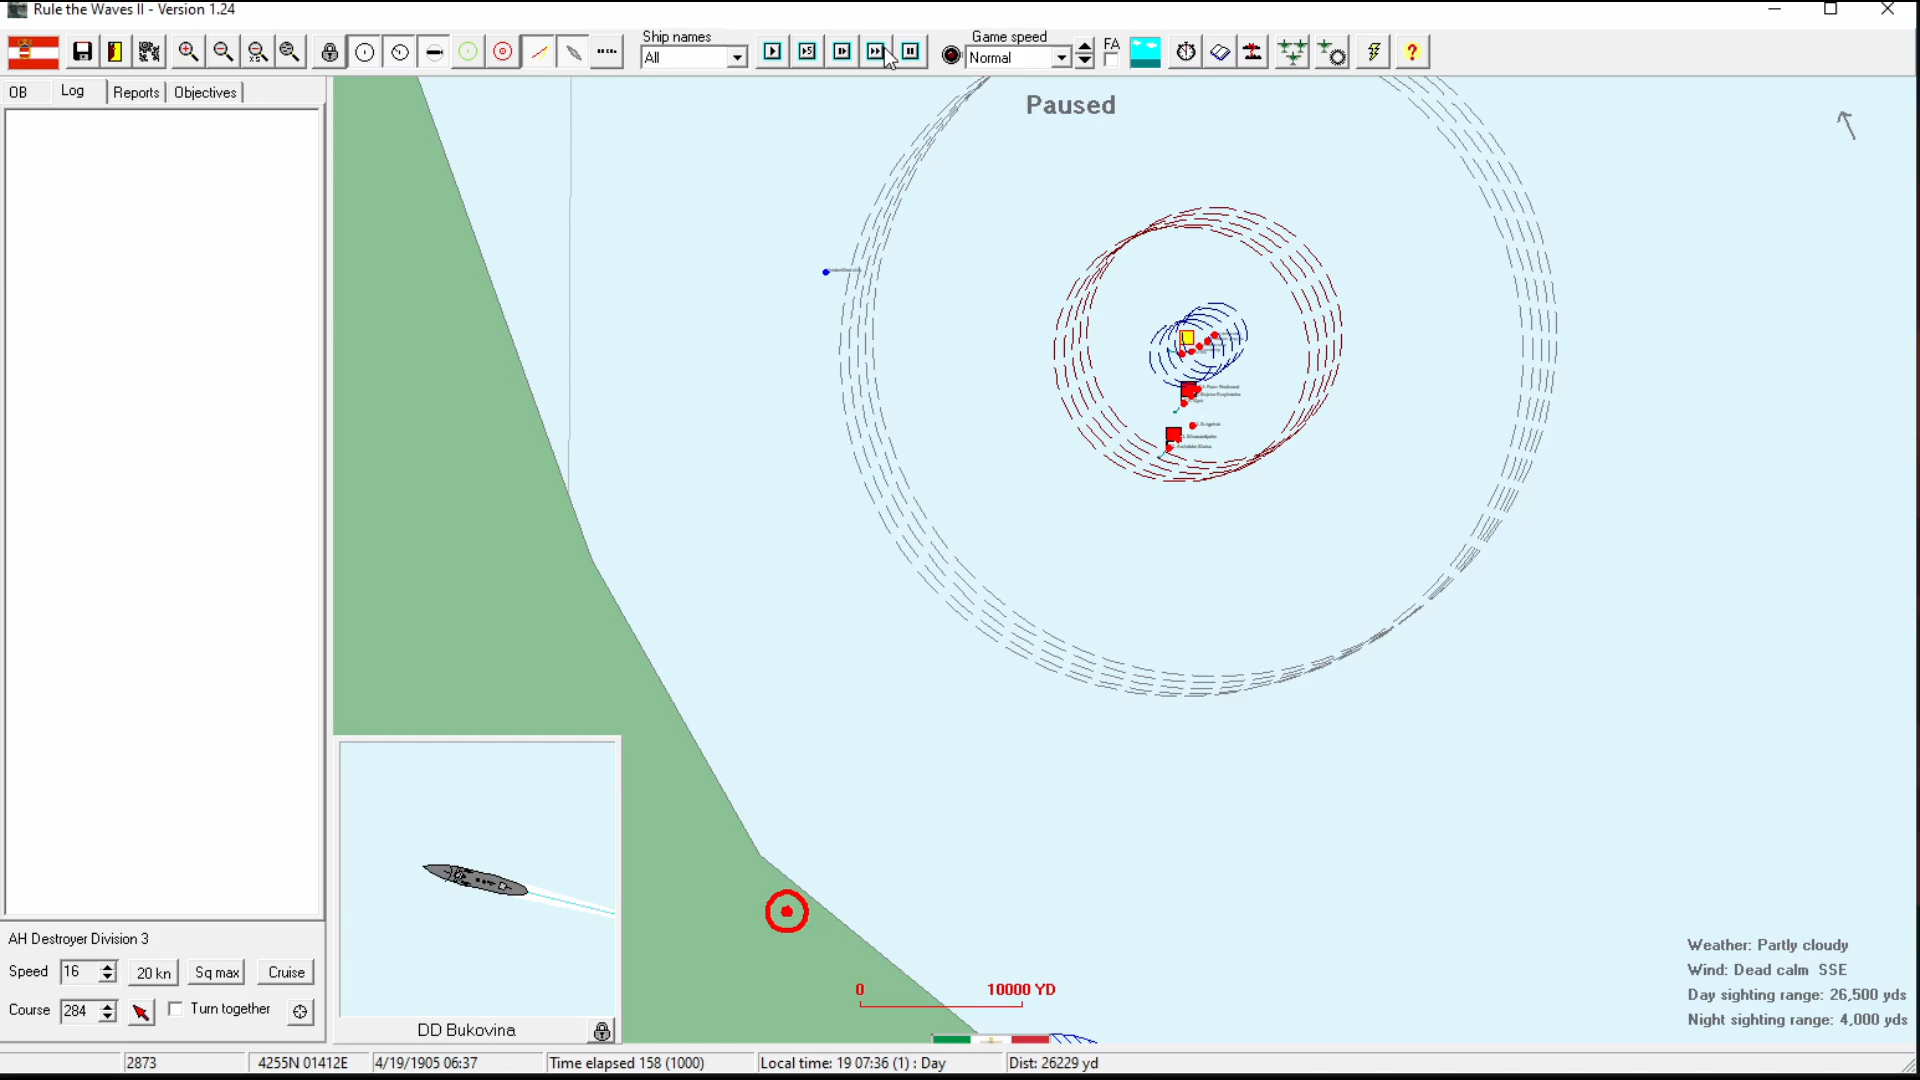 Rule the Waves II - Version 1.24
Ship names
All
Game speed
Normal
FA
OB
Log
Reports
Objectives
Paused
0
10000 YD
Weather: Partly cloudy
Wind: Dead calm SSE
Day sighting range: 26,500 yds
Night sighting range: 4,000 yds
AH Destroyer Division 3
Speed 16 20 kn Sq max Cruise
Course 284 Turn together
DD Bukovina
2873 4255N 01412E 4/19/1905 06:37 Time elapsed 158 (1000) Local time: 19 07:36 (1) : Day Dist: 26229 yd